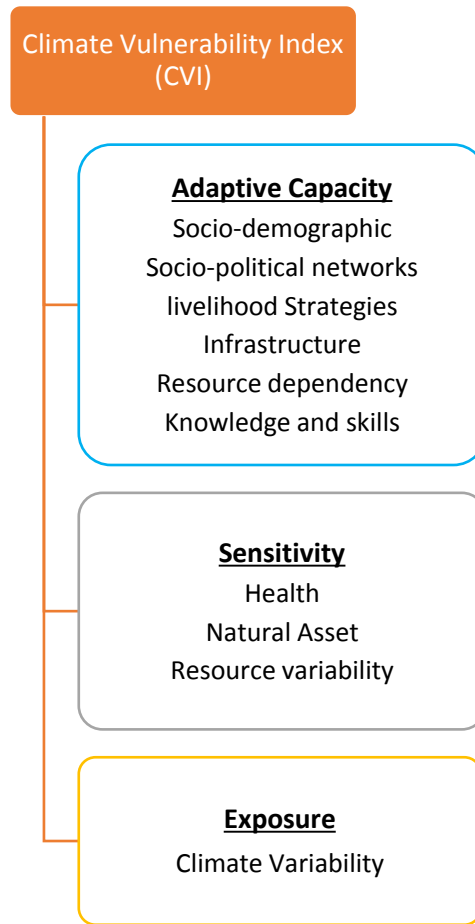 Climate Vulnerability Index
(CVI)
Adaptive Capacity
Socio-demographic
Socio-political networks
livelihood Strategies
Infrastructure
Resource dependency
Knowledge and skills
Sensitivity
Health
Natural Asset
Resource variability
Exposure
Climate Variability